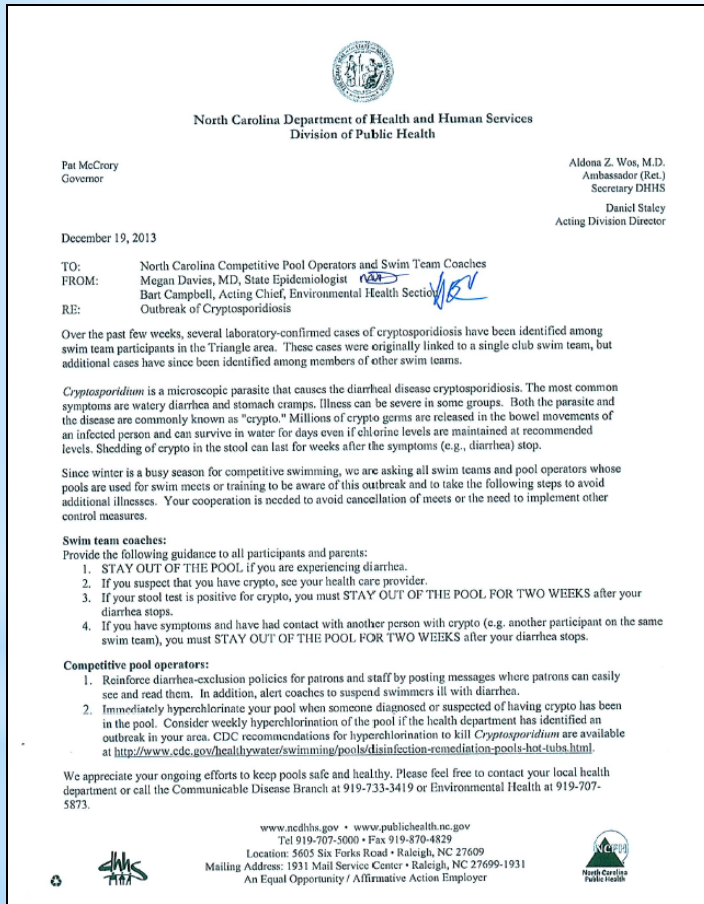 North Carolina Department of Health and Human Services
Division of Public Health
Pat McCrory
Governor
Aldona Z. Wos, M.D.
Ambassador (Ret.)
Secretary DHHS
Daniel Staley
Acting Division Director
December 19, 2013
TO: North Carolina Competitive Pool Operators and Swim Team Coaches
FROM: Megan Davies, MD, State Epidemiologist
Bart Campbell, Acting Chief, Environmental Health Section
RE: Outbreak of Cryptosporidiosis
Over the past few weeks, several laboratory-confirmed cases of cryptosporidiosis have been identified among
swim team participants in the Triangle area. These cases were originally linked to a single club swim team, but
additional cases have since been identified among members of other swim teams.
Cryptosporidium is a microscopic parasite that causes the diarrheal disease cryptosporidiosis. The most common
symptoms are watery diarrhea and stomach cramps. Illness can be severe in some groups. Both the parasite and
the disease are commonly known as "crypto." Millions of crypto germs are released in the bowel movements of
an infected person and can survive in water for days even if chlorine levels are maintained at recommended
levels. Shedding of crypto in the stool can last for weeks after the symptoms (e.g., diarrhea) stop.
Since winter is a busy season for competitive swimming, we are asking all swim teams and pool operators whose
pools are used for swim meets or training to be aware of this outbreak and to take the following steps to avoid
additional illnesses. Your cooperation is needed to avoid cancellation of meets or the need to implement other
control measures.
Swim team coaches:
Provide the following guidance to all participants and parents:
1. STAY OUT OF THE POOL if you are experiencing diarrhea.
2. If you suspect that you have crypto, see your health care provider.
3. If your stool test is positive for crypto, you must STAY OUT OF THE POOL FOR TWO WEEKS after your
diarrhea stops.
4. If you have symptoms and have had contact with another person with crypto (e.g. another participant on the same
swim team), you must STAY OUT OF THE POOL FOR TWO WEEKS after your diarrhea stops.
Competitive pool operators:
1. Reinforce diarrhea-exclusion policies for patrons and staff by posting messages where patrons can easily
see and read them. In addition, alert coaches to suspend swimmers ill with diarrhea.
2. Immediately hyperchlorinate your pool when someone diagnosed or suspected of having crypto has been
in the pool. Consider weekly hyperchlorination of the pool if the health department has identified an
outbreak in your area. CDC recommendations for hyperchlorination to kill Cryptosporidium are available
at http://www.cdc.gov/healthywater/swimming/pools/disinfection-remediation-pools-hot-tubs.html.
We appreciate your ongoing efforts to keep pools safe and healthy. Please feel free to contact your local health
department or call the Communicable Disease Branch at 919-733-3419 or Environmental Health at 919-707-
5873.
www.ncdhhs.gov • www.publichealth.nc.gov
Tel 919-707-5000 • Fax 919-870-4829
Location: 5605 Six Forks Road • Raleigh, NC 27609
Mailing Address: 1931 Mail Service Center • Raleigh, NC 27699-1931
An Equal Opportunity / Affirmative Action Employer
dhhs
NCPH
North Carolina
Public Health